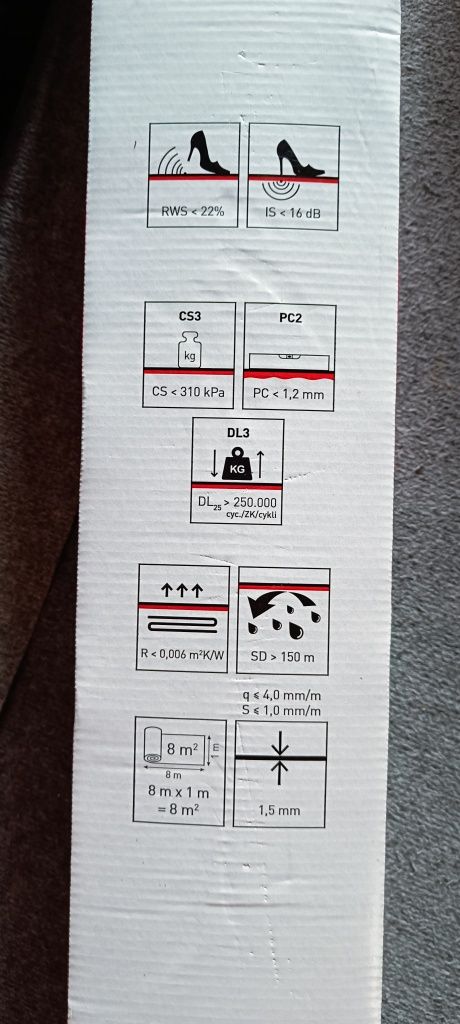 RWS < 22%
IS < 16 dB
CS3
kg
CS < 310 kPa
PC2
PC < 1,2 mm
DL3
KG
DL₂₅ > 250.000
cyc./ZK/cykli
R < 0,006 m²K/W
SD > 150 m
q ⩽ 4,0 mm/m
S ⩽ 1,0 mm/m
8 m²
1 m
8 m
8 m x 1 m
= 8 m²
1,5 mm